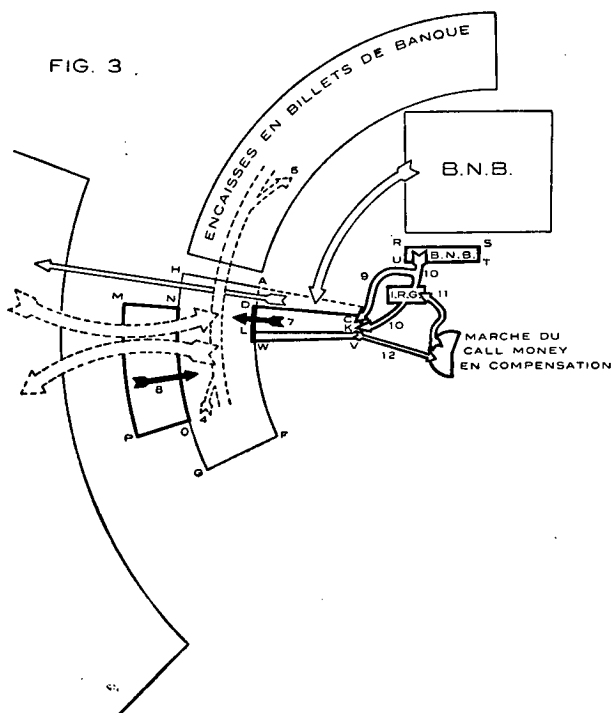 FIG. 3
ENCAISSES EN BILLETS DE BANQUE
B.N.B.
6
R S
B.N.B.
U T
9 10
I.R.G.
11
10
H A
M N D
7 C
L K
W V
12
MARCHE DU
CALL MONEY
EN COMPENSATION
8
4
P O
G F